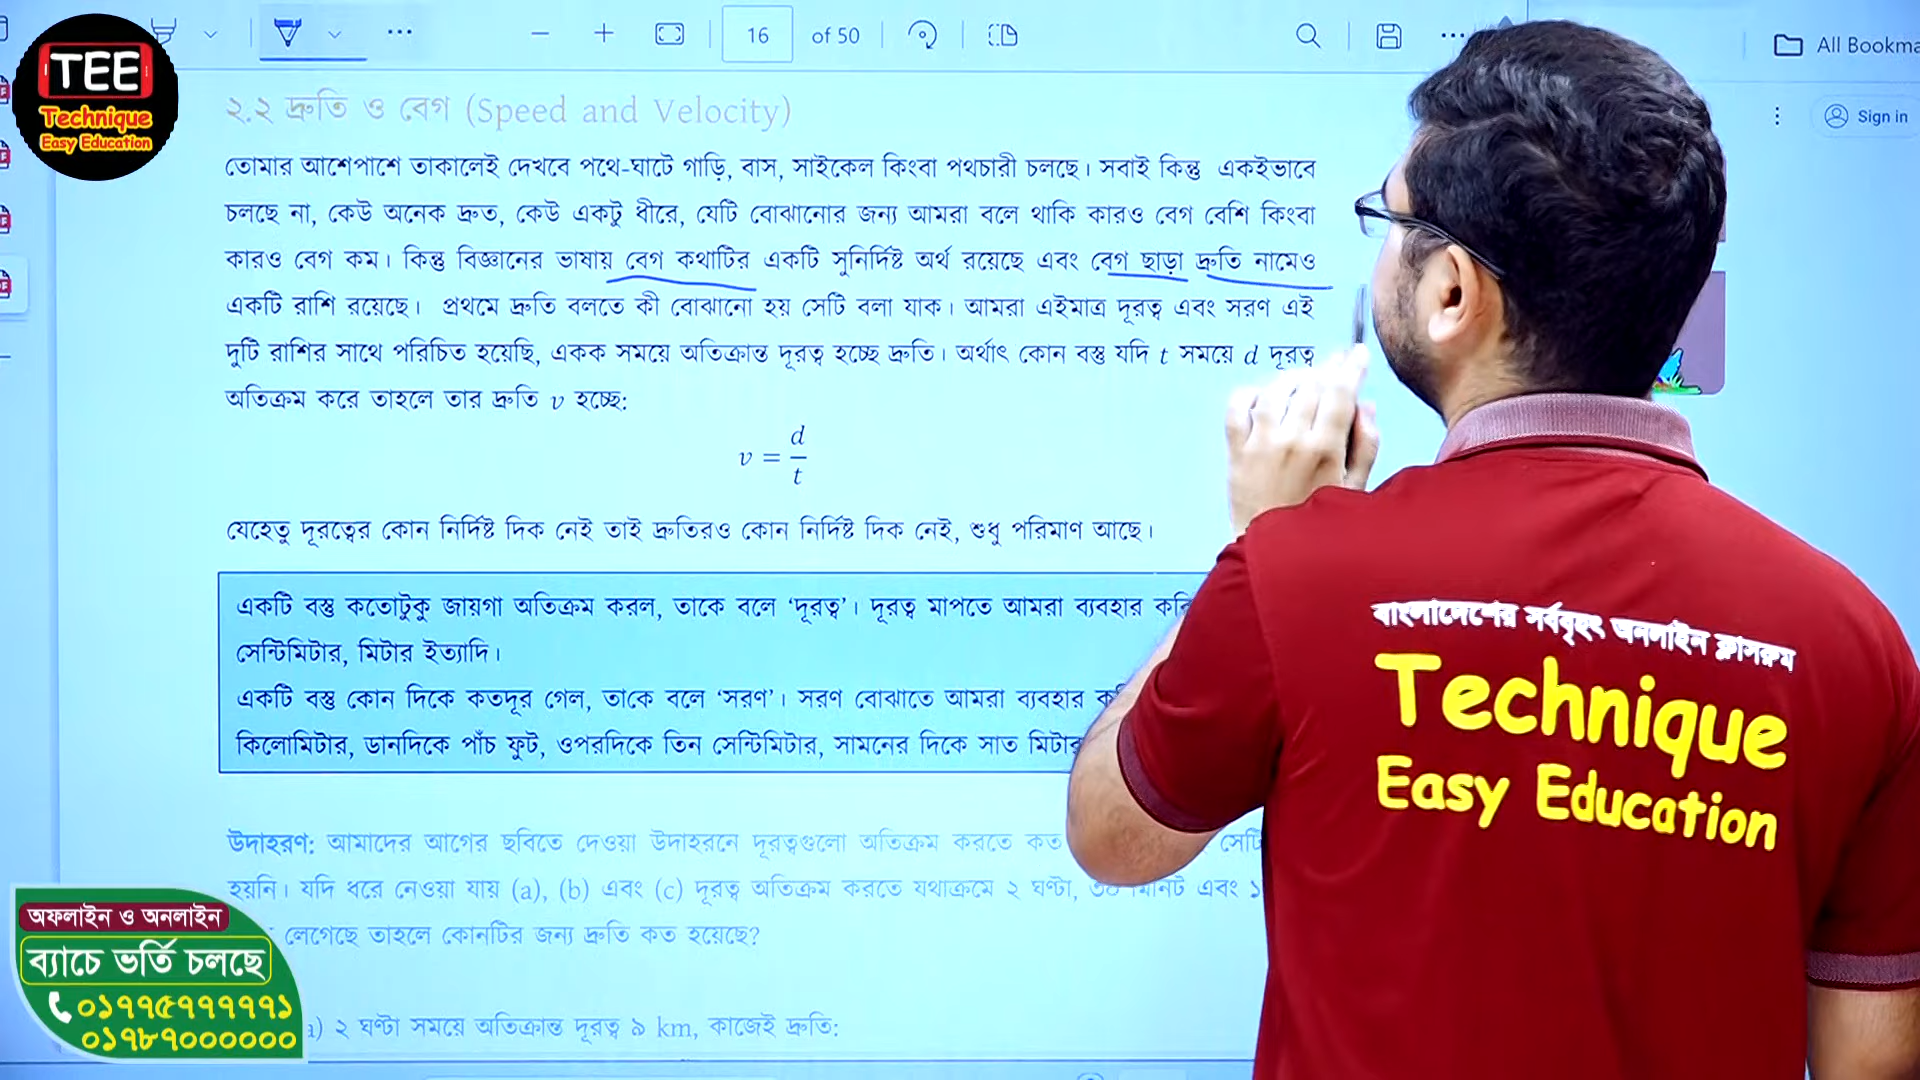 16 of 50
All Bookma
Sign in
TEE
Technique
Easy Education
২.২ দ্রুতি ও বেগ (Speed and Velocity)
তোমার আশেপাশে তাকালেই দেখবে পথে-ঘাটে গাড়ি, বাস, সাইকেল কিংবা পথচারী চলছে। সবাই কিন্তু একইভাবে
চলছে না, কেউ অনেক দ্রুত, কেউ একটু ধীরে, যেটি বোঝানোর জন্য আমরা বলে থাকি কারও বেগ বেশি কিংবা
কারও বেগ কম। কিন্তু বিজ্ঞানের ভাষায় বেগ কথাটির একটি সুনির্দিষ্ট অর্থ রয়েছে এবং বেগ ছাড়া দ্রুতি নামেও
একটি রাশি রয়েছে। প্রথমে দ্রুতি বলতে কী বোঝানো হয় সেটি বলা যাক। আমরা এইমাত্র দূরত্ব এবং সরণ এই
দুটি রাশির সাথে পরিচিত হয়েছি, একক সময়ে অতিক্রান্ত দূরত্ব হচ্ছে দ্রুতি। অর্থাৎ কোন বস্তু যদি t সময়ে d দূরত্ব
অতিক্রম করে তাহলে তার দ্রুতি v হচ্ছে:
v = d/t
যেহেতু দূরত্বের কোন নির্দিষ্ট দিক নেই তাই দ্রুতিরও কোন নির্দিষ্ট দিক নেই, শুধু পরিমাণ আছে।
একটি বস্তু কতোটুকু জায়গা অতিক্রম করল, তাকে বলে ‘দূরত্ব’। দূরত্ব মাপতে আমরা ব্যবহার
সেন্টিমিটার, মিটার ইত্যাদি।
একটি বস্তু কোন দিকে কতদূর গেল, তাকে বলে ‘সরণ’। সরণ বোঝাতে আমরা ব্যবহার
কিলোমিটার, ডানদিকে পাঁচ ফুট, ওপরদিকে তিন সেন্টিমিটার, সামনের দিকে সাত মিটার
উদাহরণ: আমাদের আগের ছবিতে দেওয়া উদাহরনে দূরত্বগুলো অতিক্রম করতে কত সেটি
হয়নি। যদি ধরে নেওয়া যায় (a), (b) এবং (c) দূরত্ব অতিক্রম করতে যথাক্রমে ২ ঘণ্টা, ৩০ মিনিট এবং
লেগেছে তাহলে কোনটির জন্য দ্রুতি কত হয়েছে?
a) ২ ঘণ্টা সময়ে অতিক্রান্ত দূরত্ব ৯ km, কাজেই দ্রুতি:
বাংলাদেশের সর্ববৃহৎ অনলাইন ক্লাসরুম
Technique
Easy Education
অফলাইন ও অনলাইন
ব্যাচে ভর্তি চলছে
০১৭৭৫৭৭৭৭৭১
০১৭৮৭০০০০০০